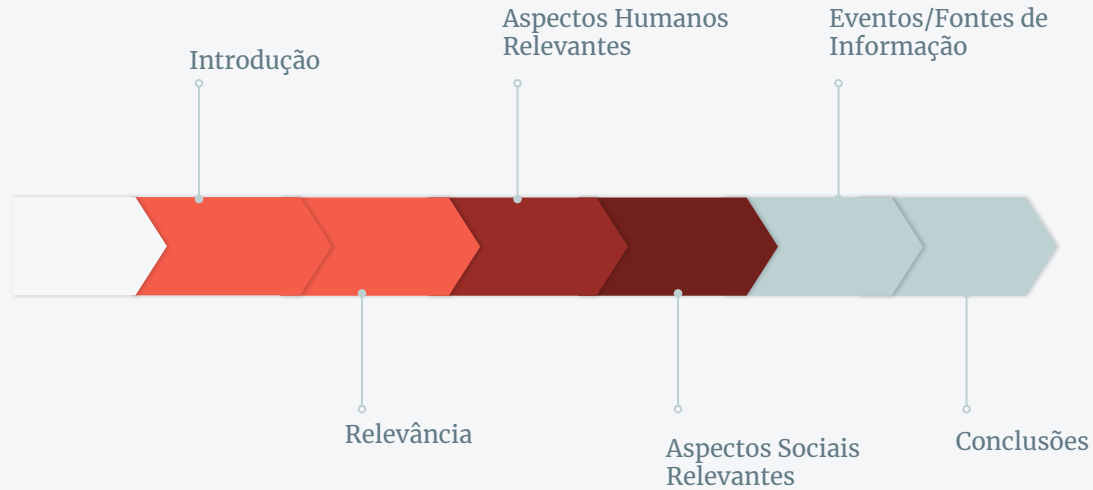 Introdução
Aspectos Humanos
Relevantes
Eventos/Fontes de
Informação
Relevância
Aspectos Sociais
Relevantes
Conclusões